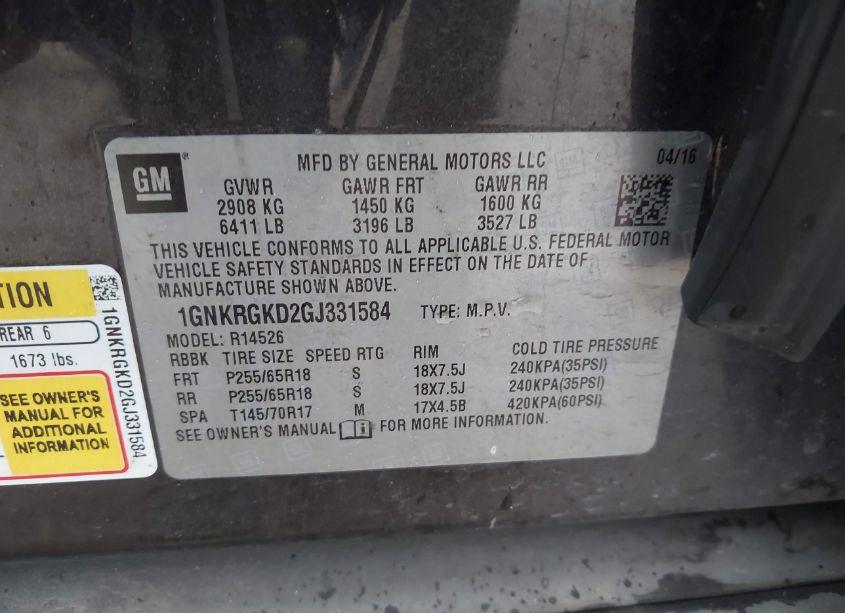 GM
MFD BY GENERAL MOTORS LLC
04/16
GVWR GAWR FRT GAWR RR
2908 KG 1450 KG 1600 KG
6411 LB 3196 LB 3527 LB
THIS VEHICLE CONFORMS TO ALL APPLICABLE U.S. FEDERAL MOTOR
VEHICLE SAFETY STANDARDS IN EFFECT ON THE DATE OF
MANUFACTURE SHOWN ABOVE.
1GNKRGKD2GJ331584 TYPE: M.P.V.
MODEL: R14526
RBBK TIRE SIZE SPEED RTG RIM COLD TIRE PRESSURE
FRT P255/65R18 S 18X7.5J 240KPA(35PSI)
RR P255/65R18 S 18X7.5J 240KPA(35PSI)
SPA T145/70R17 M 17X4.5B 420KPA(60PSI)
SEE OWNER'S MANUAL i FOR MORE INFORMATION.
TION
REAR 6
1673 lbs.
SEE OWNER'S
MANUAL FOR
ADDITIONAL
INFORMATION
1GNKRGKD2GJ331584